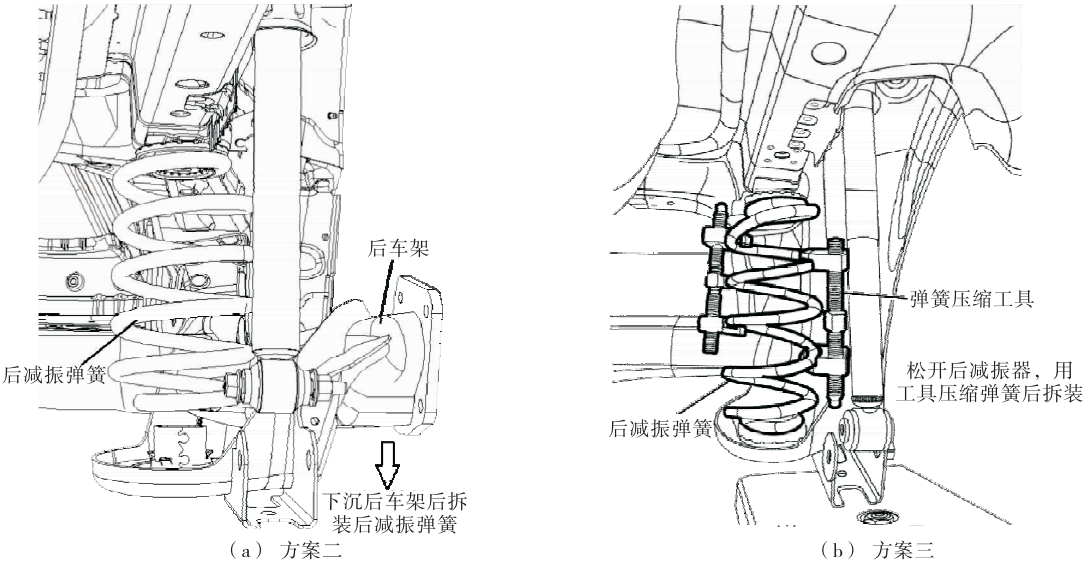 后车架
后减振弹簧
下沉后车架后拆
装后减振弹簧
（a） 方案二
弹簧压缩工具
松开后减振器，用
工具压缩弹簧后拆装
后减振弹簧
（b） 方案三